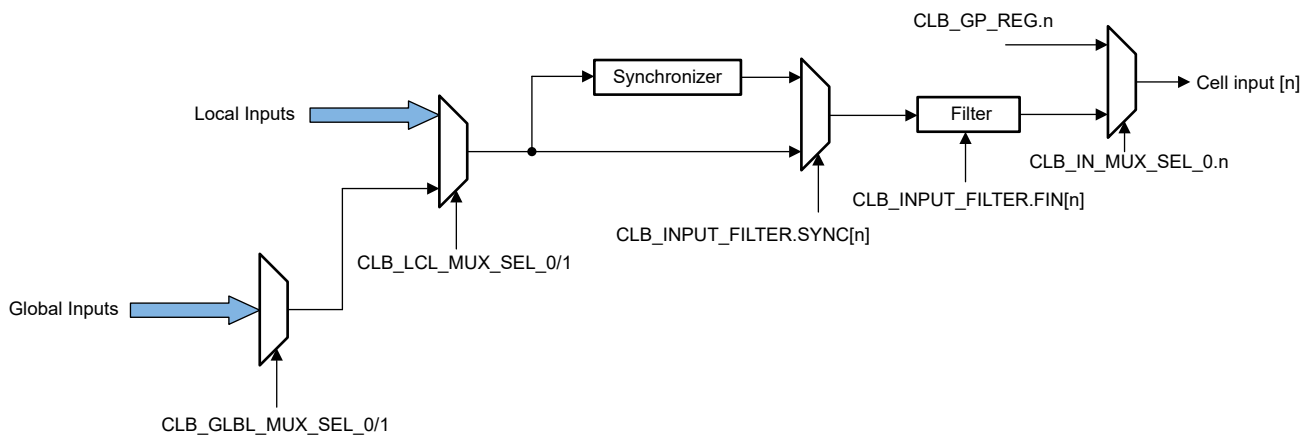 CLB_GP_REG.n
Synchronizer
Cell input [n]
Local Inputs
Filter
CLB_IN_MUX_SEL_0.n
CLB_INPUT_FILTER.FIN[n]
CLB_INPUT_FILTER.SYNC[n]
CLB_LCL_MUX_SEL_0/1
Global Inputs
CLB_GLBL_MUX_SEL_0/1